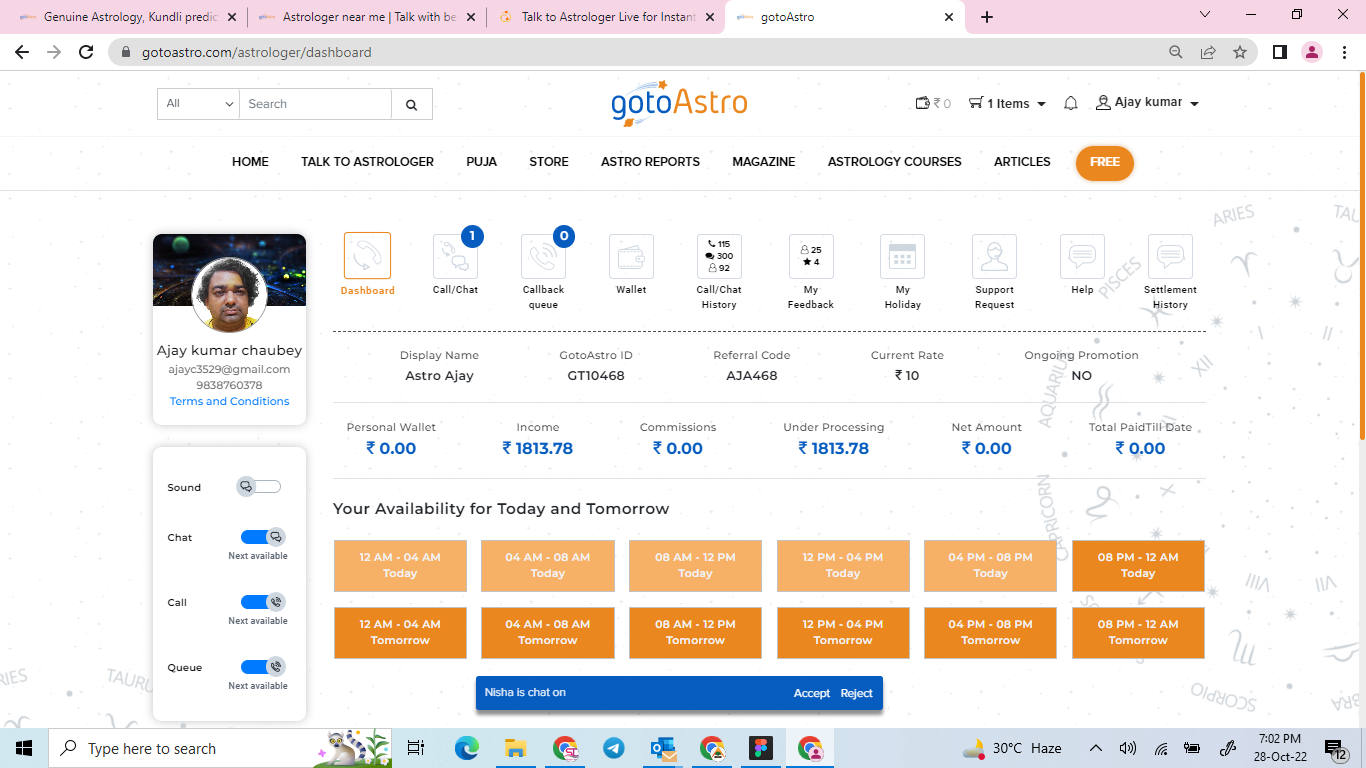 Genuine Astrology, Kundli predic
Astrologer near me | Talk with be
Talk to Astrologer Live for Instant
gotoAstro
gotoastro.com/astrologer/dashboard
All
Search
gotoAstro
₹ 0
1 Items
Ajay kumar
HOME
TALK TO ASTROLOGER
PUJA
STORE
ASTRO REPORTS
MAGAZINE
ASTROLOGY COURSES
ARTICLES
FREE
Ajay kumar chaubey
ajayc3529@gmail.com
9838760378
Terms and Conditions
Sound
Chat
Next available
Call
Next available
Queue
Next available
Dashboard
1
Call/Chat
0
Callback
queue
Wallet
115
300
92
Call/Chat
History
25
4
My
Feedback
My
Holiday
Support
Request
Help
Settlement
History
Display Name
Astro Ajay
GotoAstro ID
GT10468
Referral Code
AJA468
Current Rate
₹ 10
Ongoing Promotion
NO
Personal Wallet
₹ 0.00
Income
₹ 1813.78
Commissions
₹ 0.00
Under Processing
₹ 1813.78
Net Amount
₹ 0.00
Total PaidTill Date
₹ 0.00
Your Availability for Today and Tomorrow
12 AM - 04 AM
Today
04 AM - 08 AM
Today
08 AM - 12 PM
Today
12 PM - 04 PM
Today
04 PM - 08 PM
Today
08 PM - 12 AM
Today
12 AM - 04 AM
Tomorrow
04 AM - 08 AM
Tomorrow
08 AM - 12 PM
Tomorrow
12 PM - 04 PM
Tomorrow
04 PM - 08 PM
Tomorrow
08 PM - 12 AM
Tomorrow
Nisha is chat on
Accept
Reject
ARIES
TAU
PISCES
II
I
XII
AQUARIU
XI
X
CAPRICORN
VIII
VIII
SCORPIO
BRA
RIES
TAURU
Type here to search
30°C Haze
7:02 PM
28-Oct-22
12